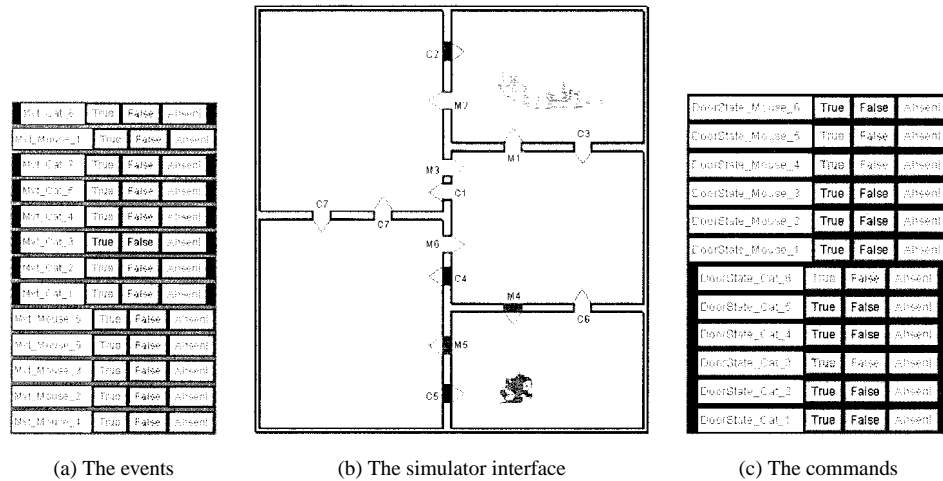 Mvt_Cat_6 True False Absent
Mvt_Mouse_1 True False Absent
Mvt_Cat_7 True False Absent
Mvt_Cat_5 True False Absent
Mvt_Cat_4 True False Absent
Mvt_Cat_3 True False Absent
Mvt_Cat_2 True False Absent
Mvt_Cat_1 True False Absent
Mvt_Mouse_6 True False Absent
Mvt_Mouse_5 True False Absent
Mvt_Mouse_3 True False Absent
Mvt_Mouse_2 True False Absent
Mvt_Mouse_4 True False Absent
(a) The events
C2
M2
M1
C3
M3
C1
C7
C7
M6
C4
M4
C6
M5
C5
(b) The simulator interface
DoorState_Mouse_6 True False Absent
DoorState_Mouse_5 True False Absent
DoorState_Mouse_4 True False Absent
DoorState_Mouse_3 True False Absent
DoorState_Mouse_2 True False Absent
DoorState_Mouse_1 True False Absent
DoorState_Cat_6 True False Absent
DoorState_Cat_5 True False Absent
DoorState_Cat_4 True False Absent
DoorState_Cat_3 True False Absent
DoorState_Cat_2 True False Absent
DoorState_Cat_1 True False Absent
(c) The commands